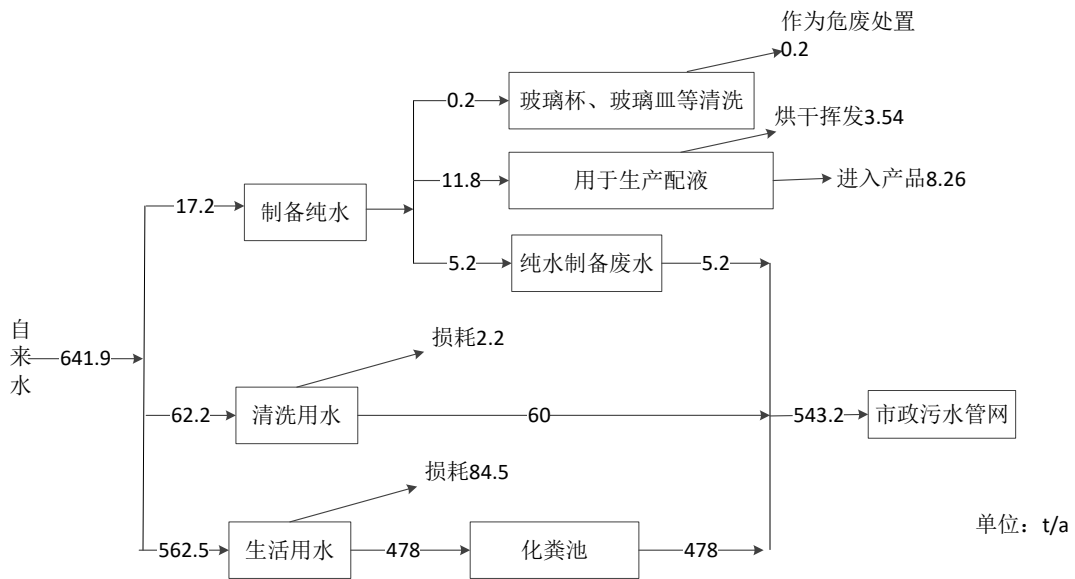 作为危废处置
0.2
0.2
玻璃杯、玻璃皿等清洗
烘干挥发3.54
11.8
用于生产配液
进入产品8.26
17.2
制备纯水
5.2
纯水制备废水
5.2
自来水
641.9
损耗2.2
62.2
清洗用水
60
543.2
市政污水管网
损耗84.5
562.5
生活用水
478
化粪池
478
单位：t/a